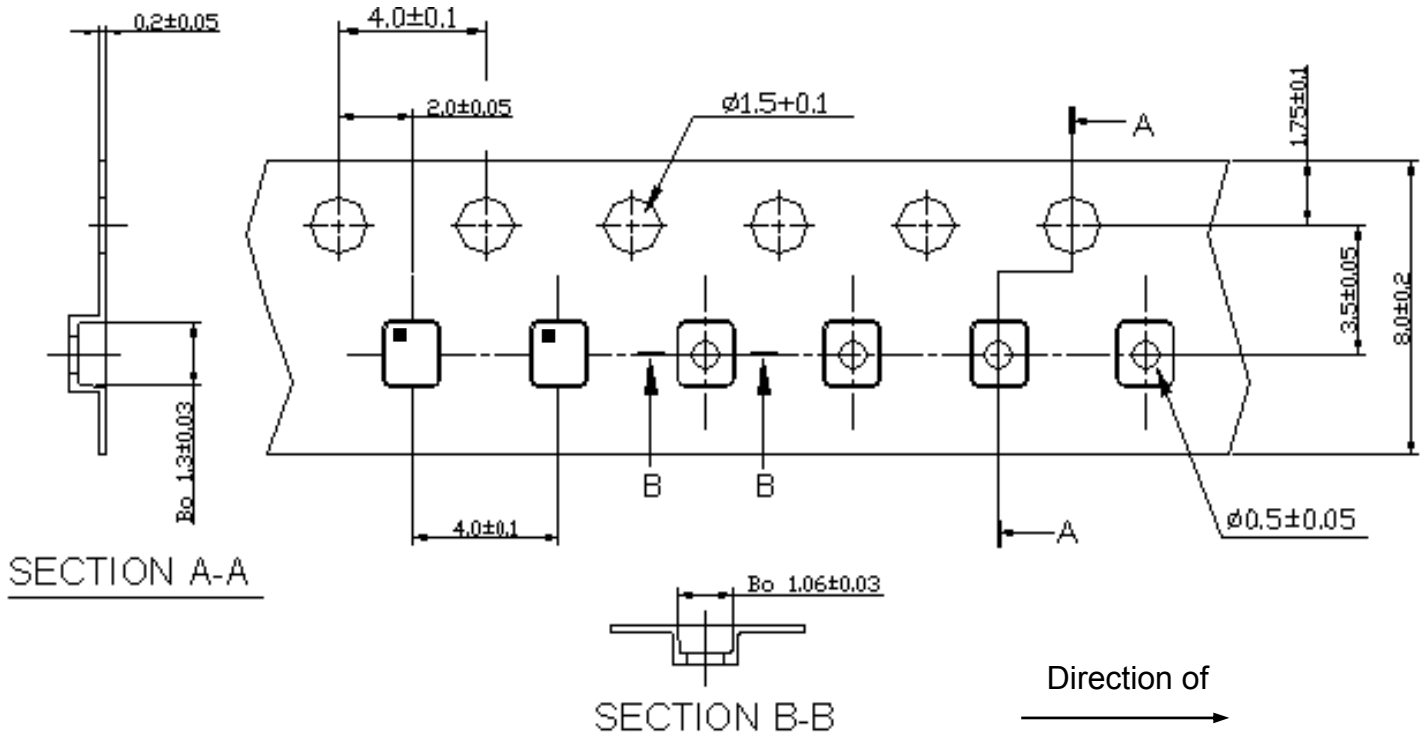 0.2±0.05
4.0±0.1
2.0±0.05
ø1.5+0.1
A
1.75±0.1
3.5±0.05
8.0±0.2
Bo 1.3±0.03
B
B
4.0±0.1
A
ø0.5±0.05
SECTION A-A
Bo 1.06±0.03
SECTION B-B
Direction of